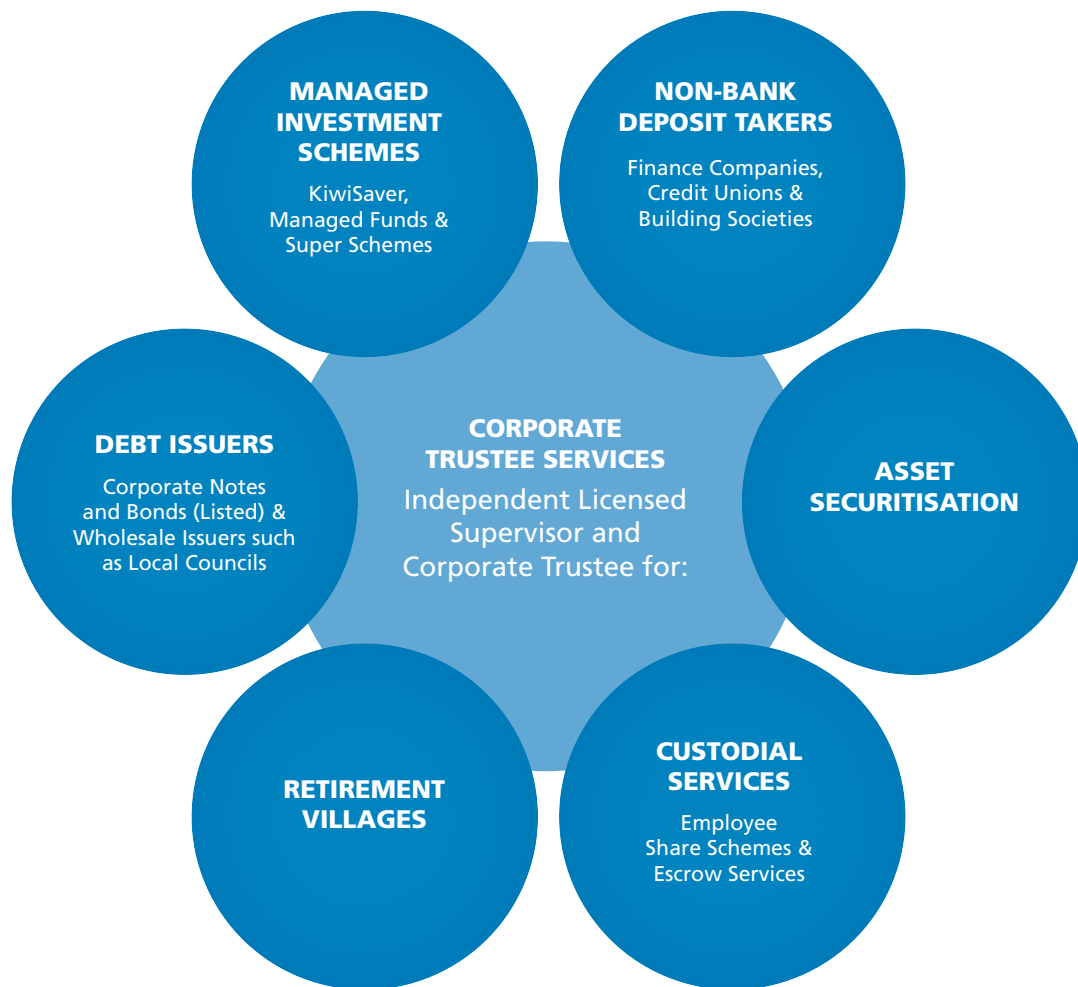 MANAGED
INVESTMENT
SCHEMES
KiwiSaver,
Managed Funds &
Super Schemes
NON-BANK
DEPOSIT TAKERS
Finance Companies,
Credit Unions &
Building Societies
DEBT ISSUERS
Corporate Notes
and Bonds (Listed) &
Wholesale Issuers such
as Local Councils
CORPORATE
TRUSTEE SERVICES
Independent Licensed
Supervisor and
Corporate Trustee for:
ASSET
SECURITISATION
RETIREMENT
VILLAGES
CUSTODIAL
SERVICES
Employee
Share Schemes &
Escrow Services